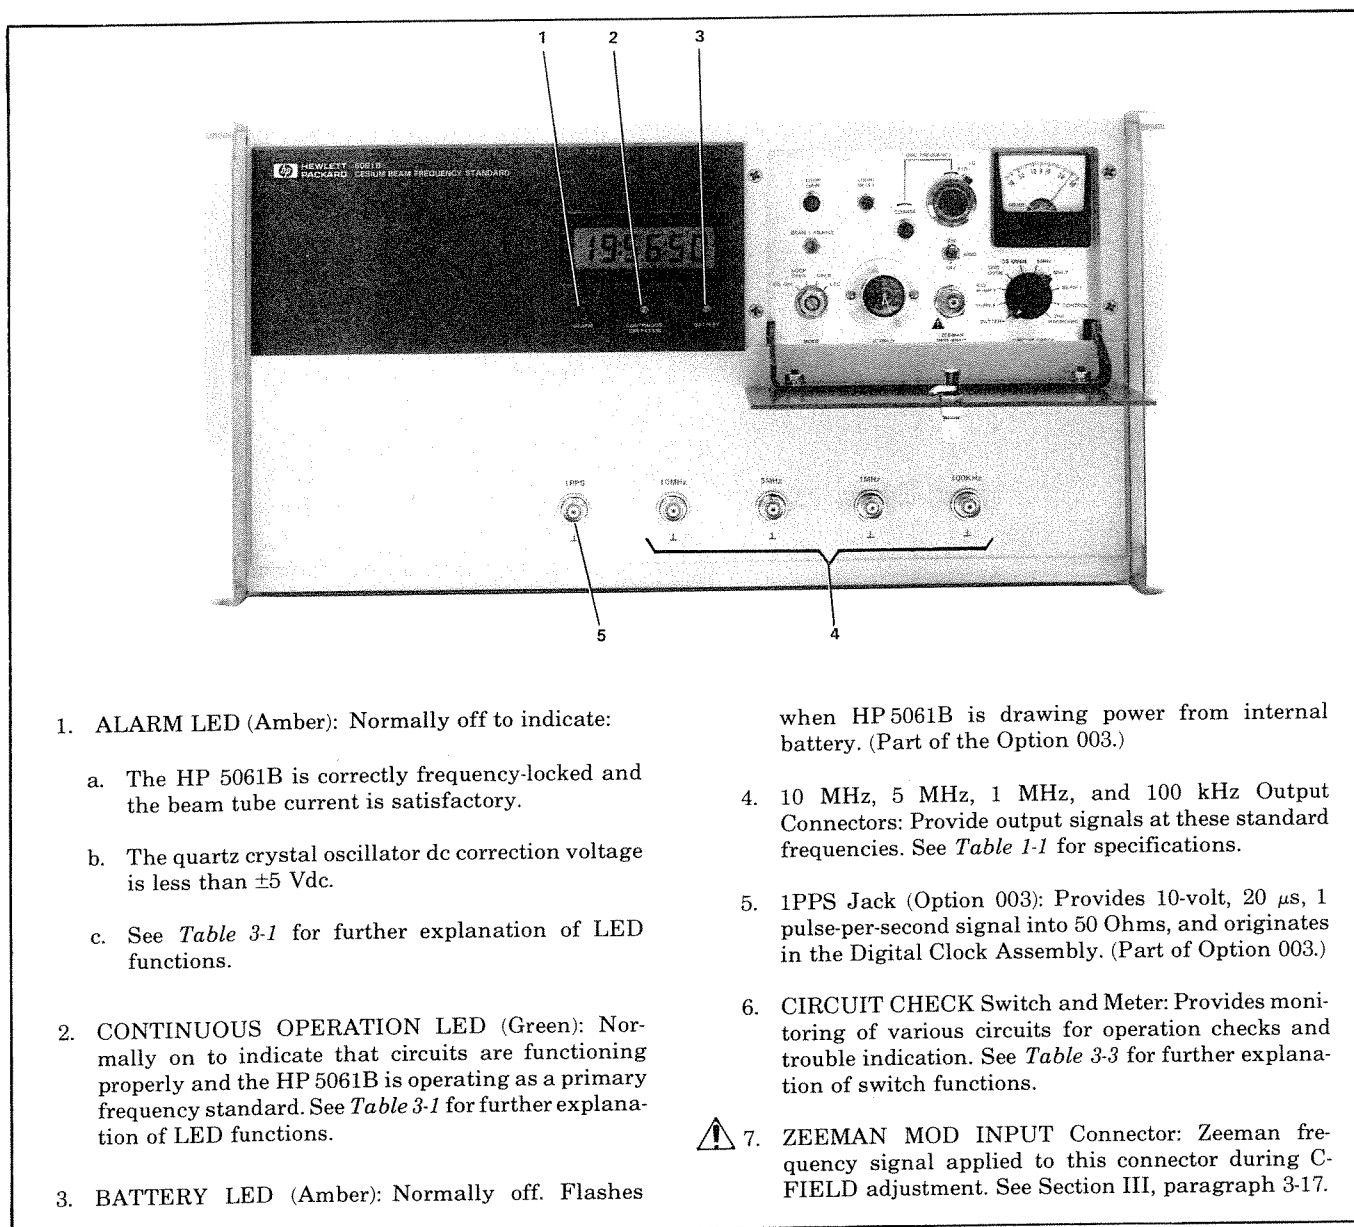 1
2
3
hp HEWLETT PACKARD
5061B
CESIUM BEAM FREQUENCY STANDARD
19:56:50
ALARM
CONTINUOUS OPERATION
BATTERY
1PPS
10MHz
5MHz
1MHz
100KHz
5
4
1. ALARM LED (Amber): Normally off to indicate:
a. The HP 5061B is correctly frequency-locked and
the beam tube current is satisfactory.
b. The quartz crystal oscillator dc correction voltage
is less than ±5 Vdc.
c. See Table 3-1 for further explanation of LED
functions.
2. CONTINUOUS OPERATION LED (Green): Nor-
mally on to indicate that circuits are functioning
properly and the HP 5061B is operating as a primary
frequency standard. See Table 3-1 for further explana-
tion of LED functions.
3. BATTERY LED (Amber): Normally off. Flashes
when HP 5061B is drawing power from internal
battery. (Part of the Option 003.)
4. 10 MHz, 5 MHz, 1 MHz, and 100 kHz Output
Connectors: Provide output signals at these standard
frequencies. See Table 1-1 for specifications.
5. 1PPS Jack (Option 003): Provides 10-volt, 20 µs, 1
pulse-per-second signal into 50 Ohms, and originates
in the Digital Clock Assembly. (Part of Option 003.)
6. CIRCUIT CHECK Switch and Meter: Provides moni-
toring of various circuits for operation checks and
trouble indication. See Table 3-3 for further explana-
tion of switch functions.
7. ZEEMAN MOD INPUT Connector: Zeeman fre-
quency signal applied to this connector during C-
FIELD adjustment. See Section III, paragraph 3-17.